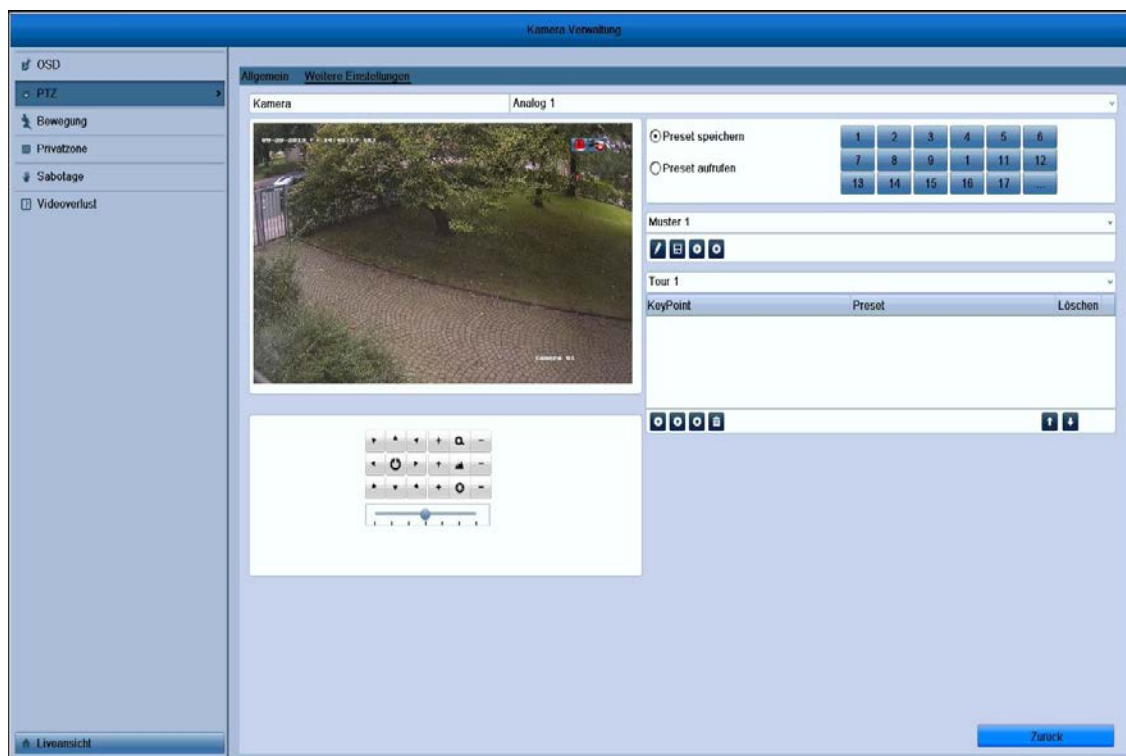 Kamera Verwaltung
OSD
PTZ
Bewegung
Privatzone
Sabotage
Videoverlust
Liveansicht
Allgemein Weitere Einstellungen
Kamera Analog 1
Camera 01
Preset speichern
Preset aufrufen
1 2 3 4 5 6
7 8 9 1 11 12
13 14 15 16 17 ...
Muster 1
Tour 1
KeyPoint Preset Löschen
Zurück